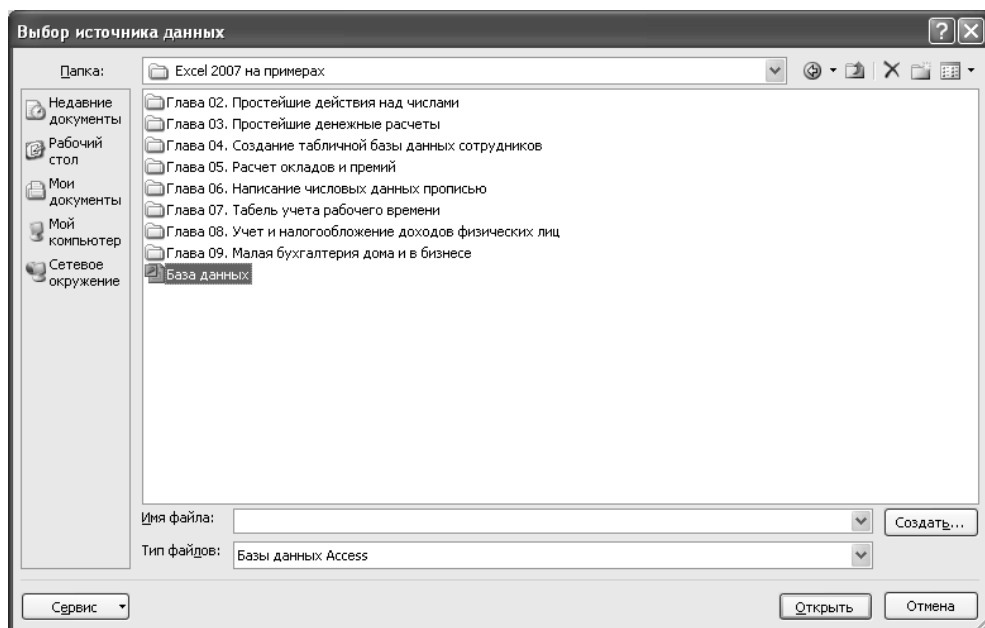 Выбор источника данных
Папка:
Excel 2007 на примерах
Недавние
документы
Рабочий
стол
Мои
документы
Мой
компьютер
Сетевое
окружение
Глава 02. Простейшие действия над числами
Глава 03. Простейшие денежные расчеты
Глава 04. Создание табличной базы данных сотрудников
Глава 05. Расчет окладов и премий
Глава 06. Написание числовых данных прописью
Глава 07. Табель учета рабочего времени
Глава 08. Учет и налогообложение доходов физических лиц
Глава 09. Малая бухгалтерия дома и в бизнесе
База данных
Имя файла:
Создать...
Тип файлов:
Базы данных Access
Сервис
Открыть
Отмена